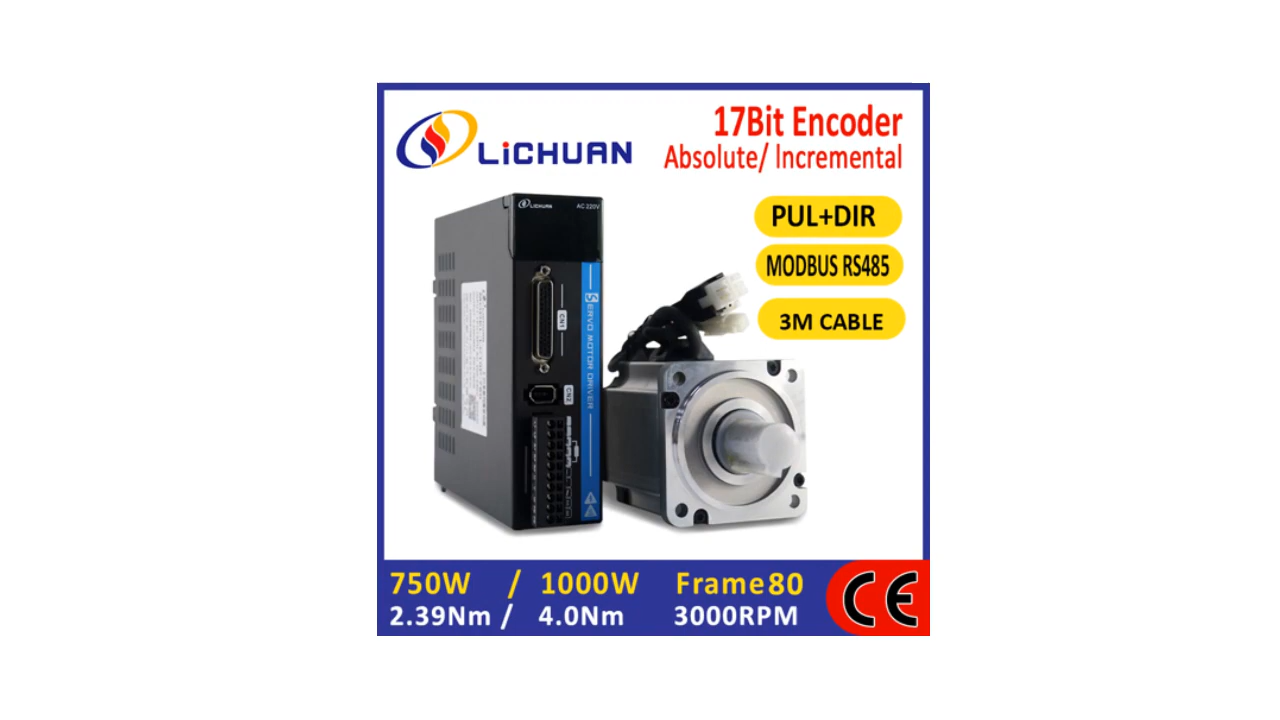 LiCHUAN
17Bit Encoder
Absolute/ Incremental
LiCHUAN
AC 220V
PUL+DIR
MODBUS RS485
3M CABLE
CN1
CN2
SERVO MOTOR DRIVER
750W / 1000W Frame80
2.39Nm / 4.0Nm 3000RPM
CE